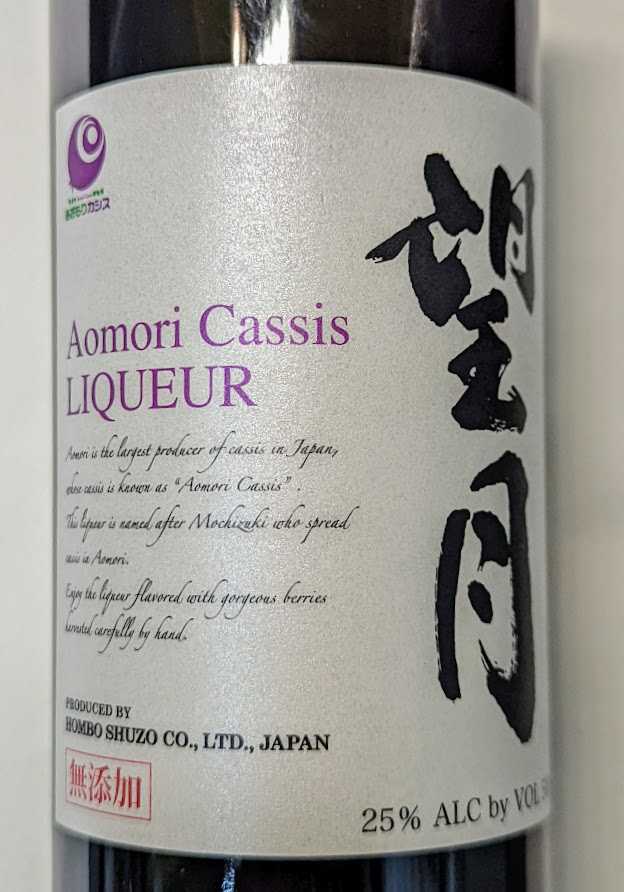 あおもりカシス
望月
Aomori Cassis
LIQUEUR
Aomori is the largest producer of cassis in Japan,
whose cassis is known as “Aomori Cassis” .
This liqueur is named after Mochizuki who spread
cassis in Aomori.
Enjoy the liqueur flavored with gorgeous berries
harvested carefully by hand.
PRODUCED BY
HOMBO SHUZO CO., LTD., JAPAN
無添加
25% ALC by VOL